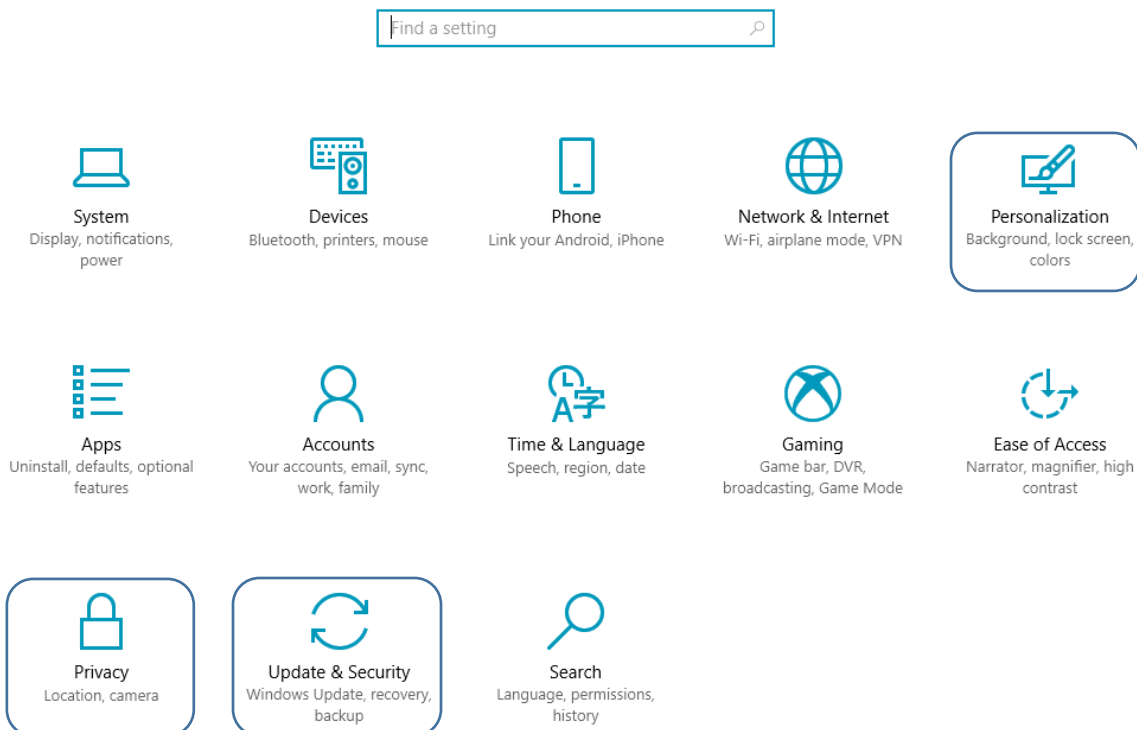 Find a setting
System
Display, notifications,
power
Devices
Bluetooth, printers, mouse
Phone
Link your Android, iPhone
Network & Internet
Wi-Fi, airplane mode, VPN
Personalization
Background, lock screen,
colors
Apps
Uninstall, defaults, optional
features
Accounts
Your accounts, email, sync,
work, family
A字
Time & Language
Speech, region, date
Gaming
Game bar, DVR,
broadcasting, Game Mode
Ease of Access
Narrator, magnifier, high
contrast
Privacy
Location, camera
Update & Security
Windows Update, recovery,
backup
Search
Language, permissions,
history